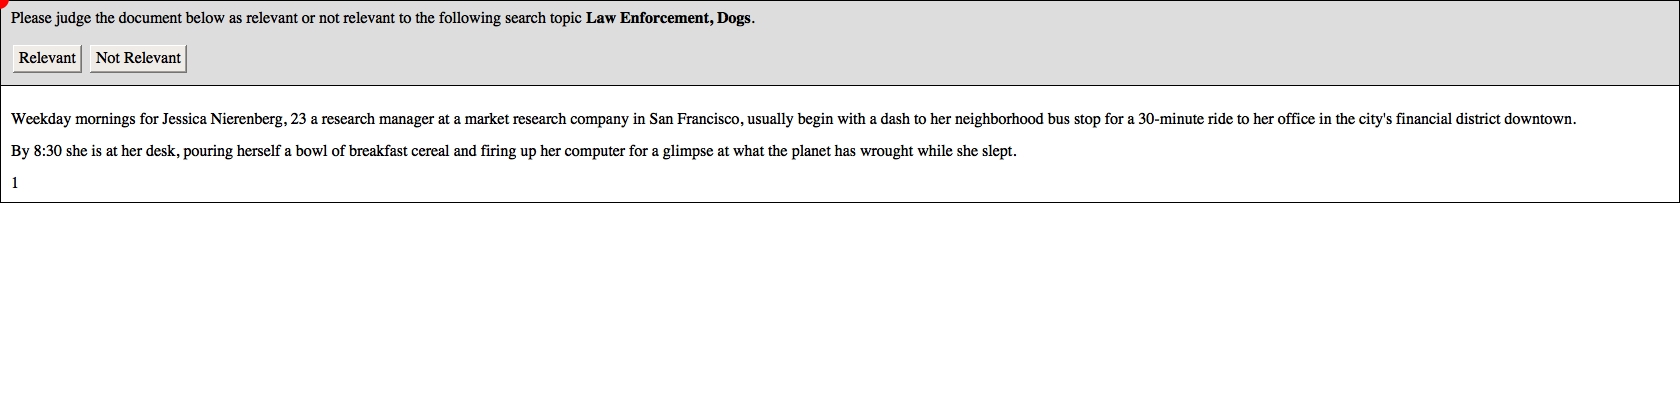 Please judge the document below as relevant or not relevant to the following search topic Law Enforcement, Dogs.
Relevant Not Relevant
Weekday mornings for Jessica Nierenberg, 23 a research manager at a market research company in San Francisco, usually begin with a dash to her neighborhood bus stop for a 30-minute ride to her office in the city's financial district downtown.
By 8:30 she is at her desk, pouring herself a bowl of breakfast cereal and firing up her computer for a glimpse at what the planet has wrought while she slept.
1